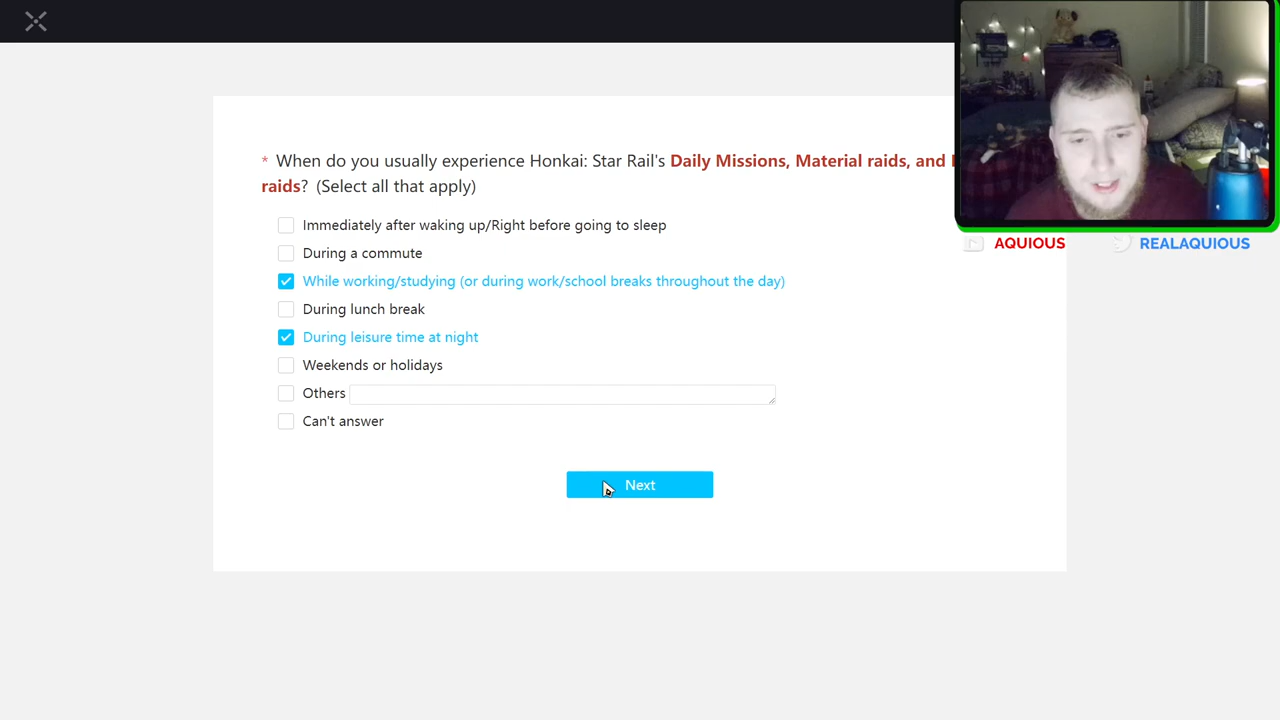 * When do you usually experience Honkai: Star Rail's Daily Missions, Material raids, and
raids? (Select all that apply)
Immediately after waking up/Right before going to sleep
During a commute
While working/studying (or during work/school breaks throughout the day)
During lunch break
During leisure time at night
Weekends or holidays
Others
Can't answer
Next
AQUIOUS
REALAQUIOUS